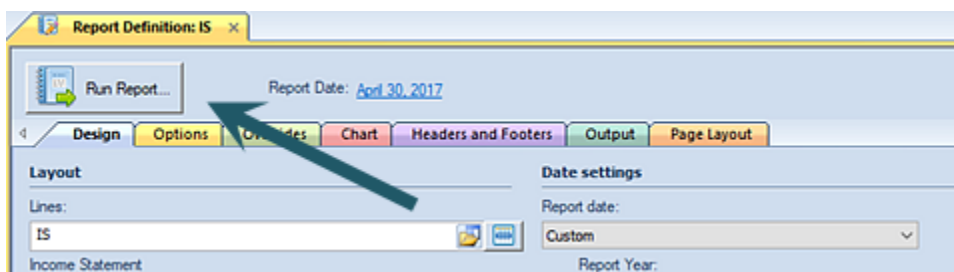 Report Definition: IS
Run Report...
Report Date: April 30, 2017
Design Options Overrides Chart Headers and Footers Output Page Layout
Layout Date settings
Lines: Report date:
IS Custom
Income Statement Report Year: